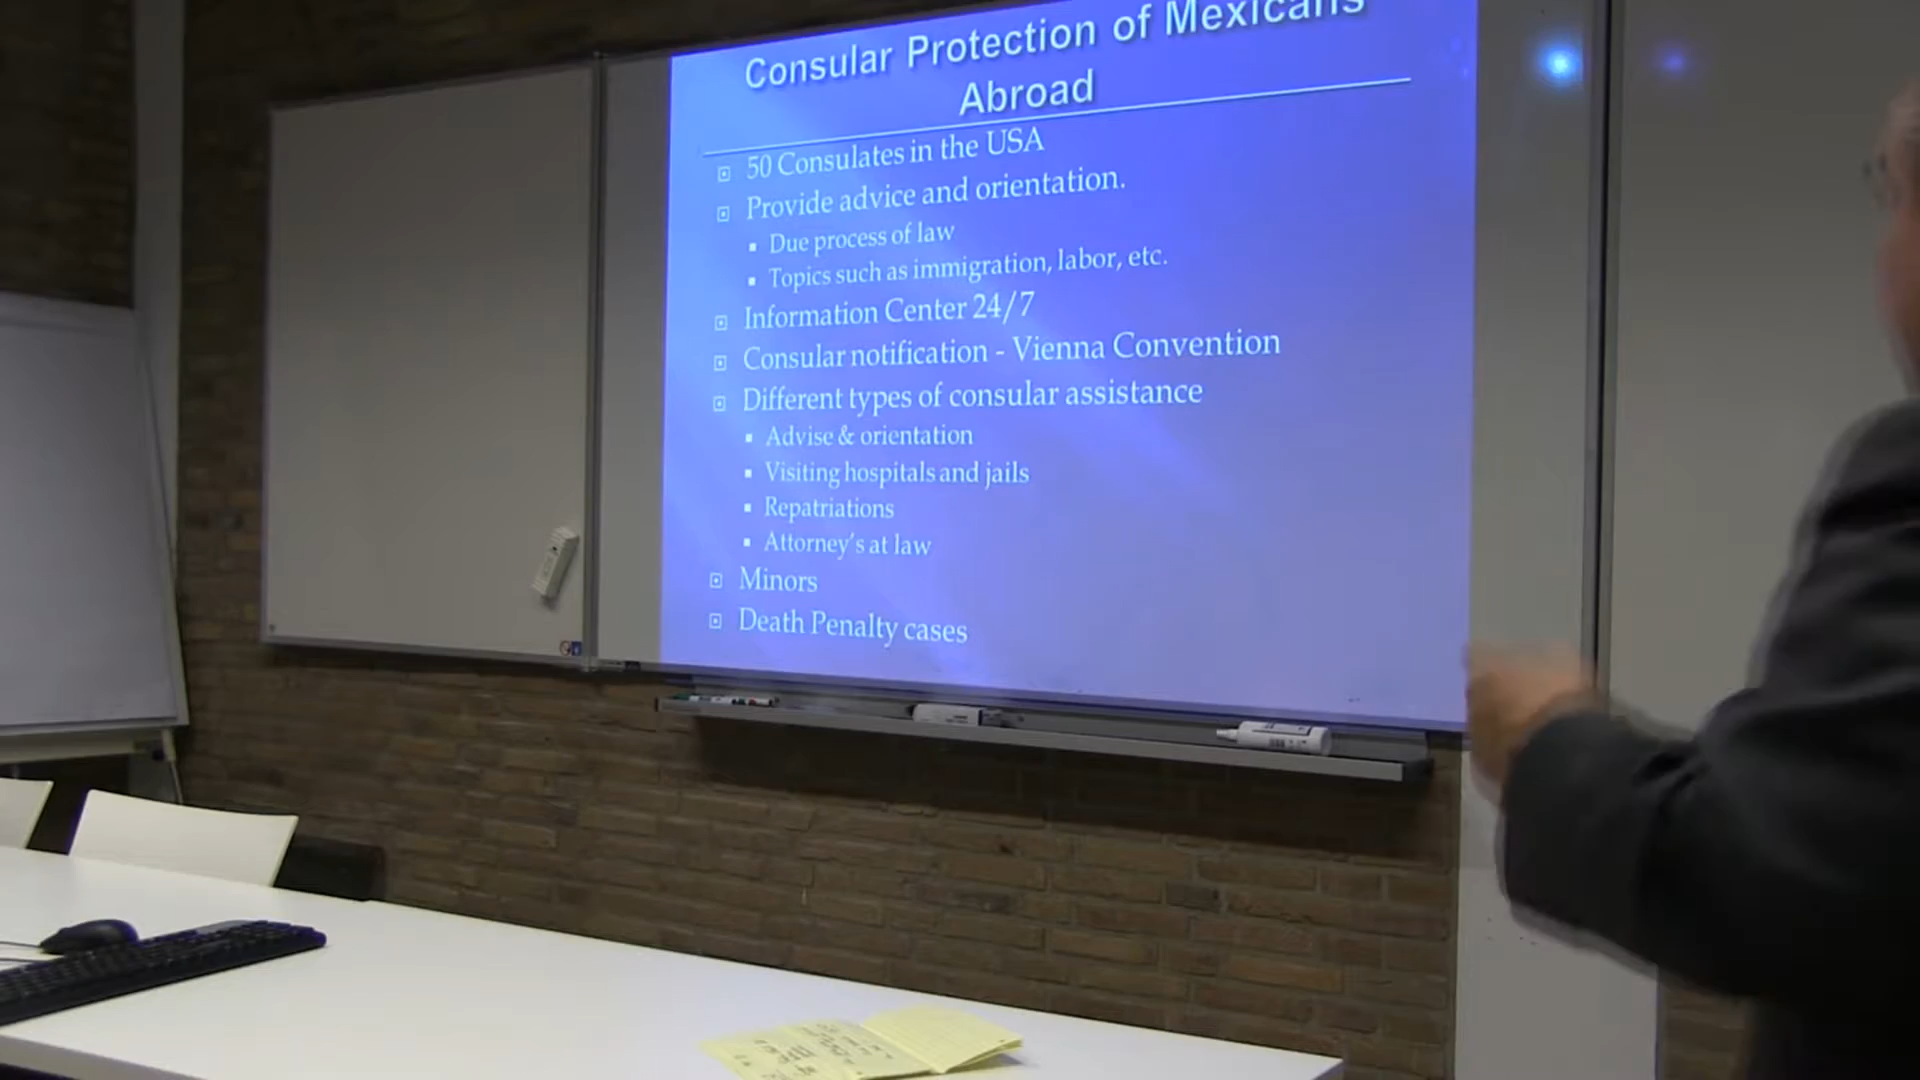 Consular Protection of Mexicans
Abroad
50 Consulates in the USA
Provide advice and orientation.
Due process of law
Topics such as immigration, labor, etc.
Information Center 24/7
Consular notification - Vienna Convention
Different types of consular assistance
Advise & orientation
Visiting hospitals and jails
Repatriations
Attorney's at law
Minors
Death Penalty cases